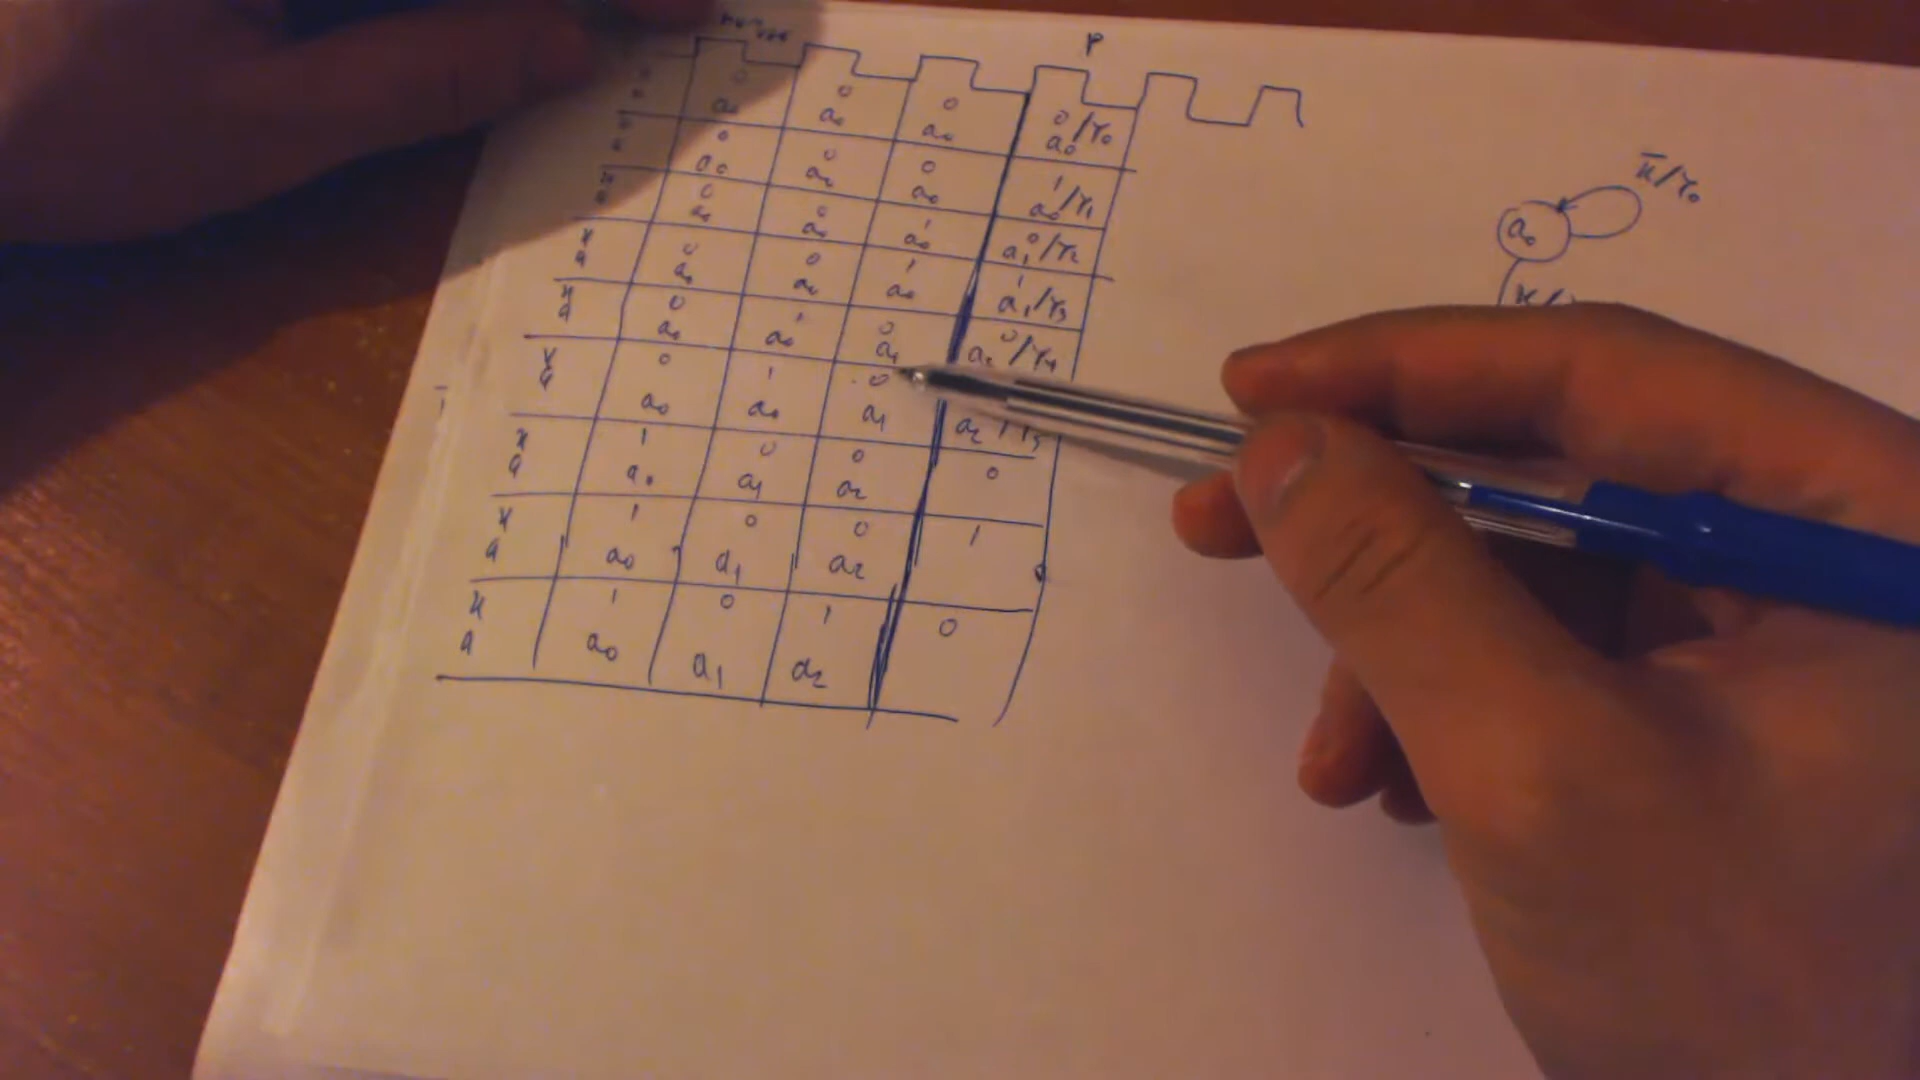 P
0 0 0 0/Y₀
a₀ a₀ a₀ a₀
0 0 0 1/Y₁
a₀ a₀ a₀ a₀
0 0 1 0/Y₂
a₀ a₀ a₀ a₁
x 0 0 1 1/Y₃
a a₀ a₀ a₀ a₁
x 0 1 0 0/Y₄
a a₀ a₀ a₁ a₂
x 0 1 0
a a₀ a₀ a₁ a₂ / Y₅
x 1 0 0 0
a a₀ a₁ a₂
x 1 0 0 1
a a₀ a₁ a₂
x 1 0 1 0
a a₀ a₁ a₂
x̅/Y₀
a₀
x/